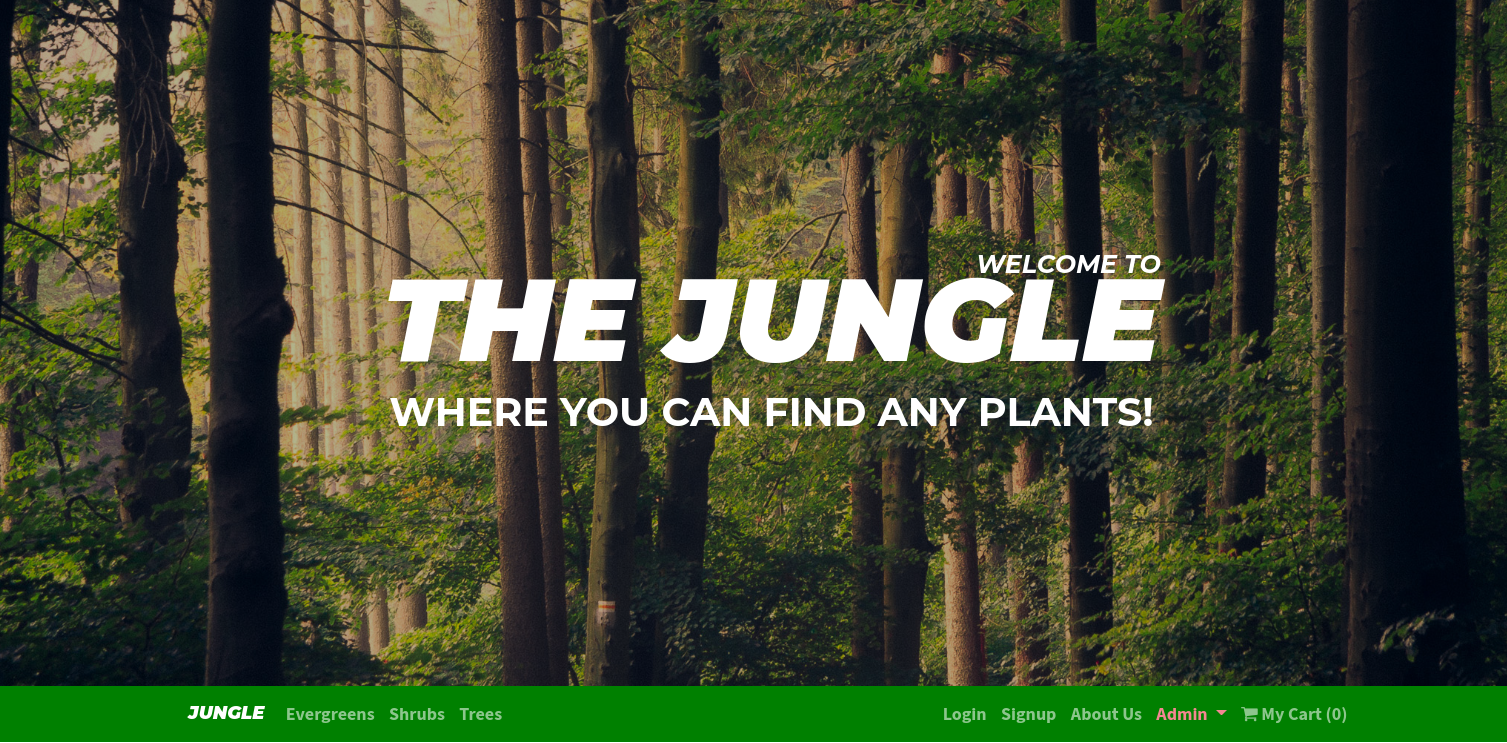 WELCOME TO
THE JUNGLE
WHERE YOU CAN FIND ANY PLANTS!
JUNGLE Evergreens Shrubs Trees Login Signup About Us Admin My Cart (0)